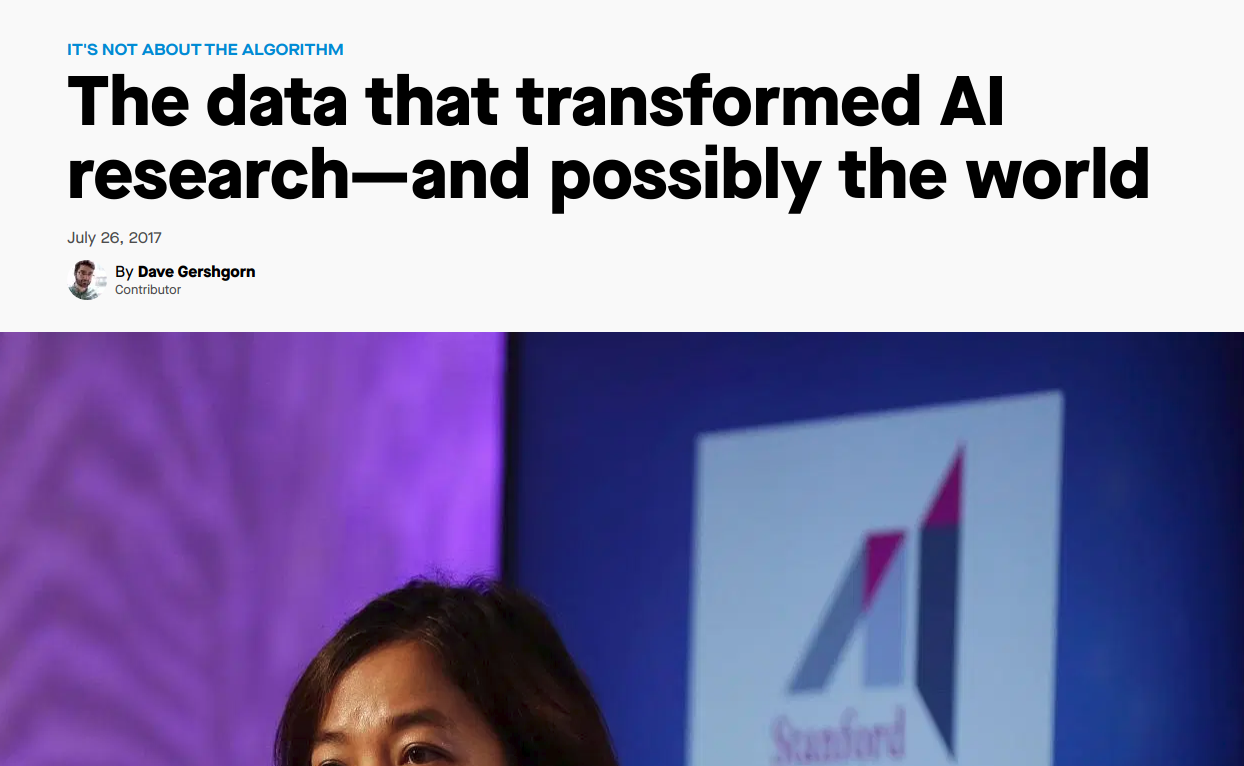 IT'S NOT ABOUT THE ALGORITHM
The data that transformed AI
research—and possibly the world
July 26, 2017
By Dave Gershgorn
Contributor
AI
Stanford